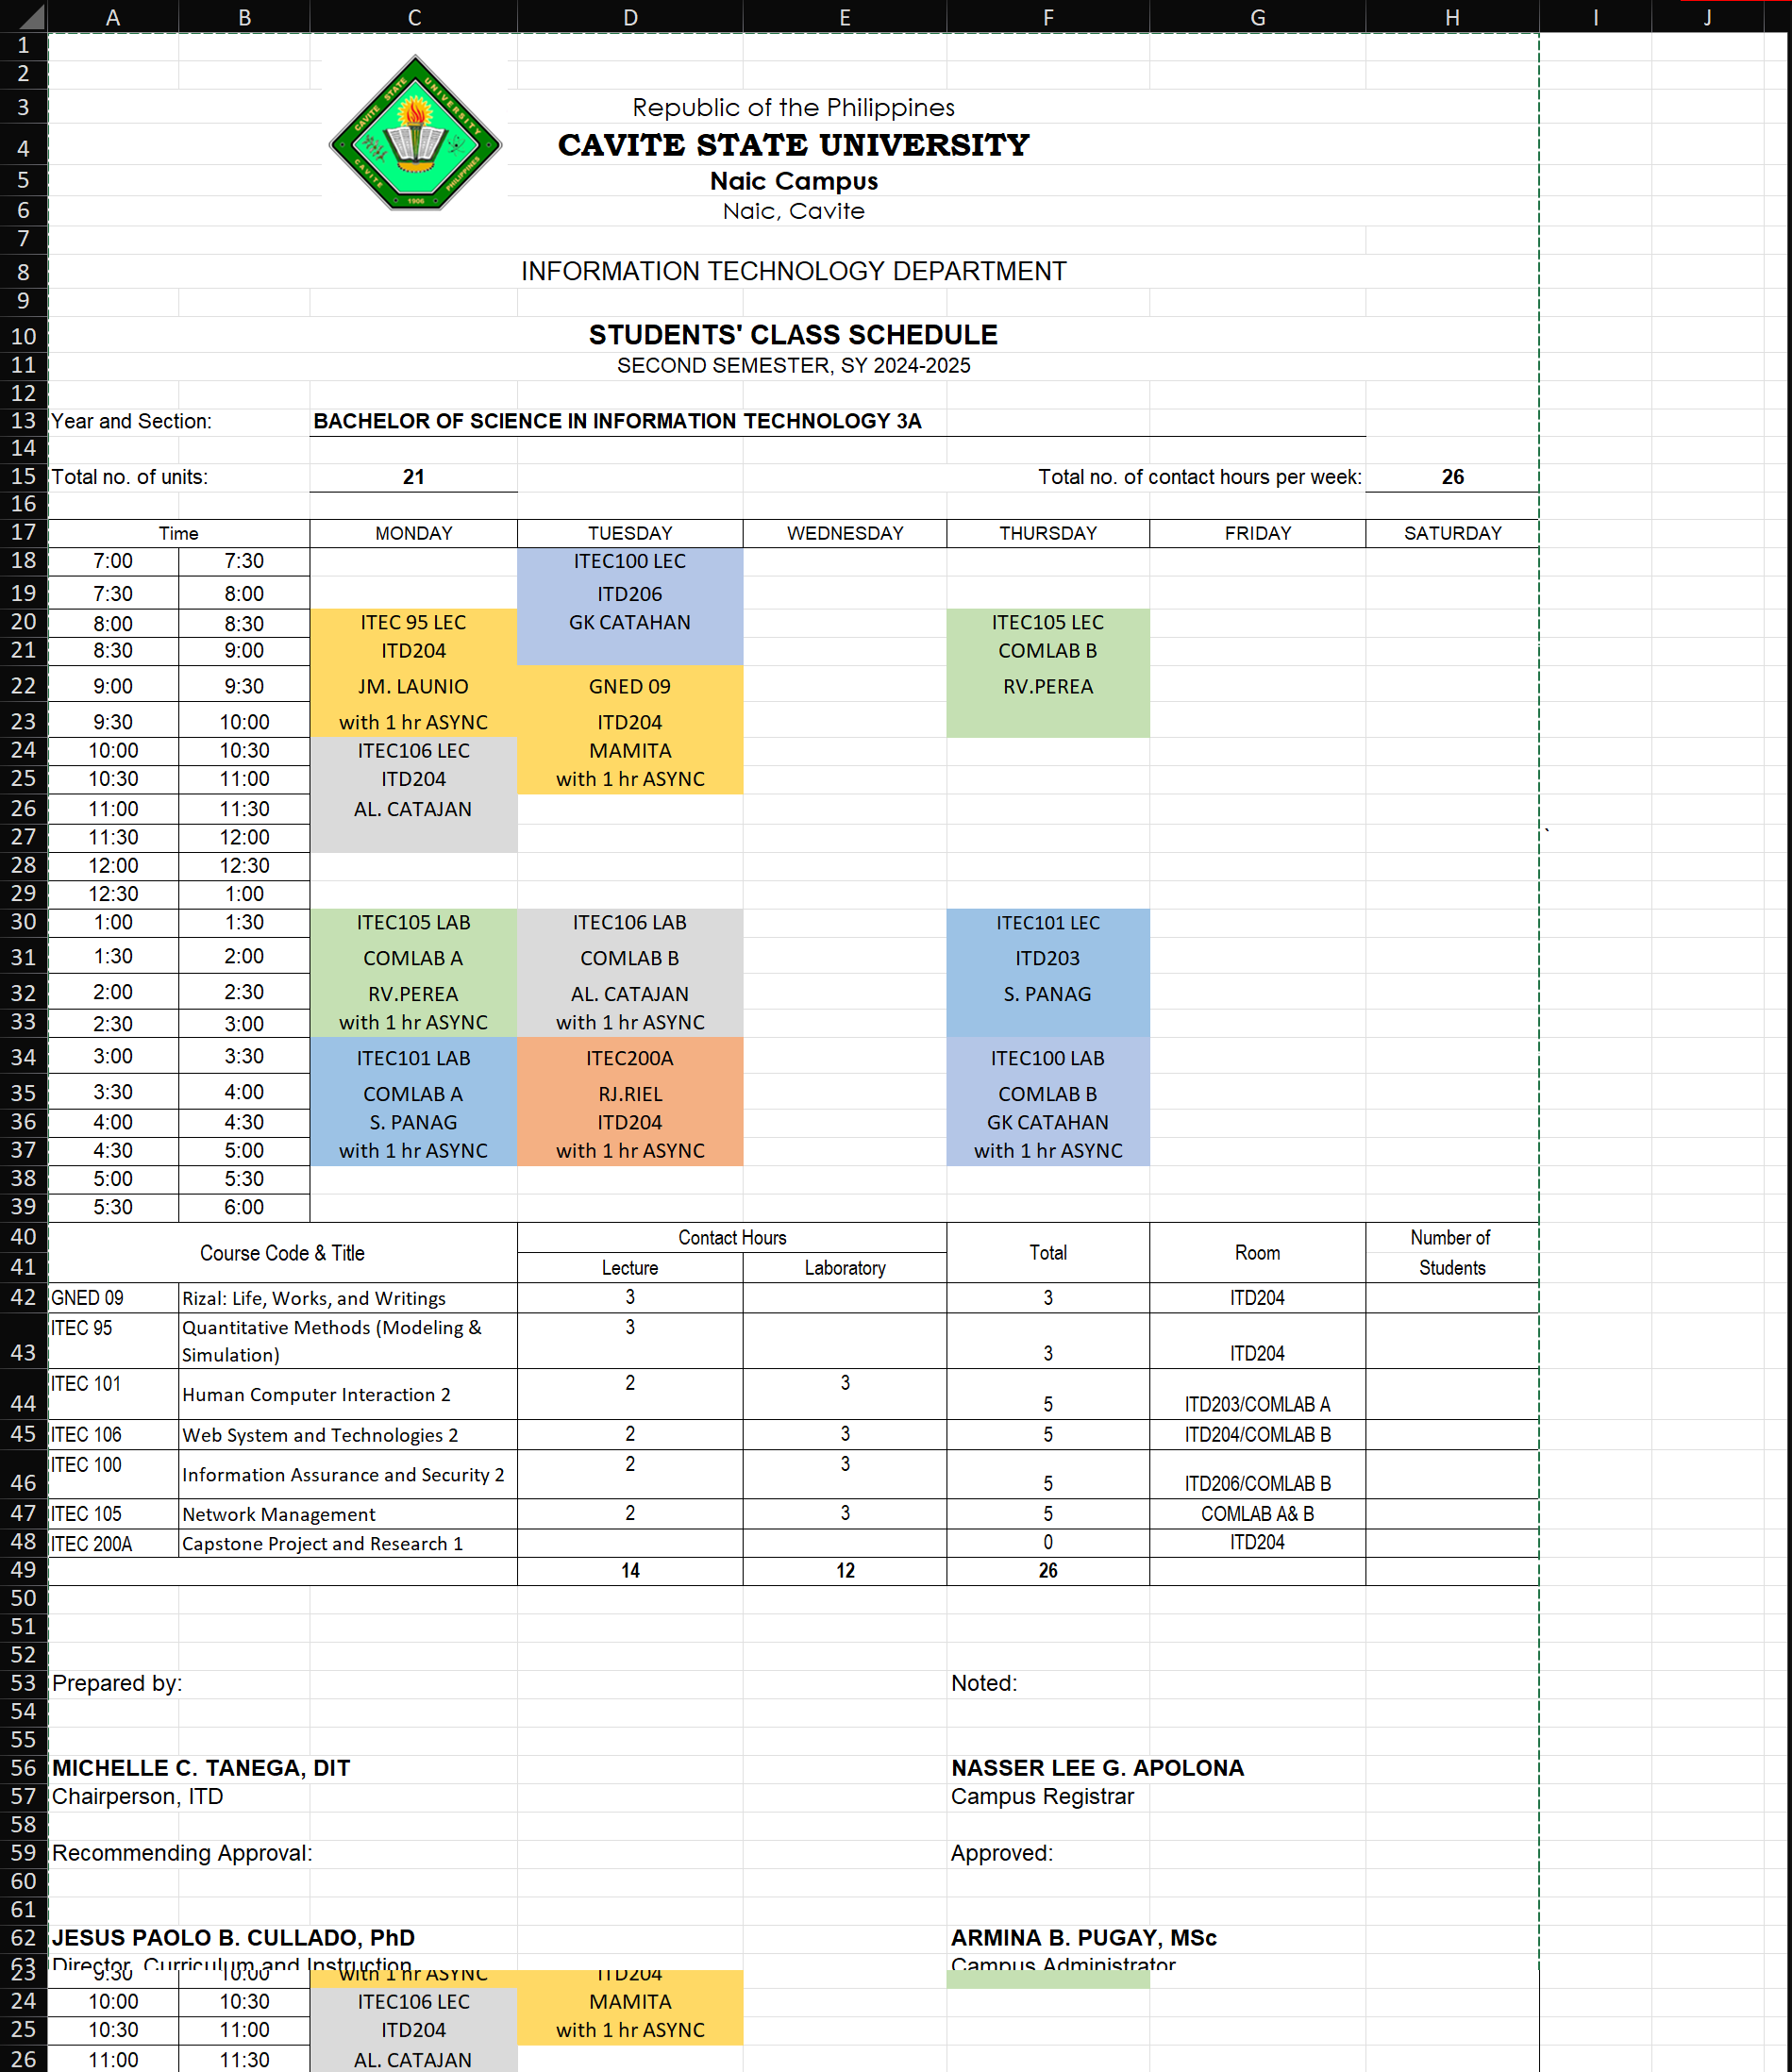 A B C D E F G H I J
1
2
3 Republic of the Philippines
4 CAVITE STATE UNIVERSITY
5 Naic Campus
6 Naic, Cavite
CAVITE STATE UNIVERSITY
CAVITE PHILIPPINES
1906
7
8 INFORMATION TECHNOLOGY DEPARTMENT
9
10 STUDENTS' CLASS SCHEDULE
11 SECOND SEMESTER, SY 2024-2025
12
13 Year and Section: BACHELOR OF SCIENCE IN INFORMATION TECHNOLOGY 3A
14
15 Total no. of units: 21 Total no. of contact hours per week: 26
16
17 Time MONDAY TUESDAY WEDNESDAY THURSDAY FRIDAY SATURDAY
18 7:00 7:30 ITEC100 LEC
19 7:30 8:00 ITD206
20 8:00 8:30 ITEC 95 LEC GK CATAHAN ITEC105 LEC
21 8:30 9:00 ITD204 COMLAB B
22 9:00 9:30 JM. LAUNIO GNED 09 RV.PEREA
23 9:30 10:00 with 1 hr ASYNC ITD204
24 10:00 10:30 ITEC106 LEC MAMITA
25 10:30 11:00 ITD204 with 1 hr ASYNC
26 11:00 11:30 AL. CATAJAN
27 11:30 12:00 `
28 12:00 12:30
29 12:30 1:00
30 1:00 1:30 ITEC105 LAB ITEC106 LAB ITEC101 LEC
31 1:30 2:00 COMLAB A COMLAB B ITD203
32 2:00 2:30 RV.PEREA AL. CATAJAN S. PANAG
33 2:30 3:00 with 1 hr ASYNC with 1 hr ASYNC
34 3:00 3:30 ITEC101 LAB ITEC200A ITEC100 LAB
35 3:30 4:00 COMLAB A RJ.RIEL COMLAB B
36 4:00 4:30 S. PANAG ITD204 GK CATAHAN
37 4:30 5:00 with 1 hr ASYNC with 1 hr ASYNC with 1 hr ASYNC
38 5:00 5:30
39 5:30 6:00
40 Course Code & Title Contact Hours Total Room Number of
41 Lecture Laboratory Students
42 GNED 09 Rizal: Life, Works, and Writings 3 3 ITD204
43 ITEC 95 Quantitative Methods (Modeling & 3
Simulation) 3 ITD204
44 ITEC 101 Human Computer Interaction 2 2 3 5 ITD203/COMLAB A
45 ITEC 106 Web System and Technologies 2 2 3 5 ITD204/COMLAB B
46 ITEC 100 Information Assurance and Security 2 2 3 5 ITD206/COMLAB B
47 ITEC 105 Network Management 2 3 5 COMLAB A& B
48 ITEC 200A Capstone Project and Research 1 0 ITD204
49 14 12 26
50
51
52
53 Prepared by: Noted:
54
55
56 MICHELLE C. TANEGA, DIT NASSER LEE G. APOLONA
57 Chairperson, ITD Campus Registrar
58
59 Recommending Approval: Approved:
60
61
62 JESUS PAOLO B. CULLADO, PhD ARMINA B. PUGAY, MSc
63 Director, Curriculum and Instruction Campus Administrator
23 9:30 10:00 with 1 hr ASYNC ITD204
24 10:00 10:30 ITEC106 LEC MAMITA
25 10:30 11:00 ITD204 with 1 hr ASYNC
26 11:00 11:30 AL. CATAJAN